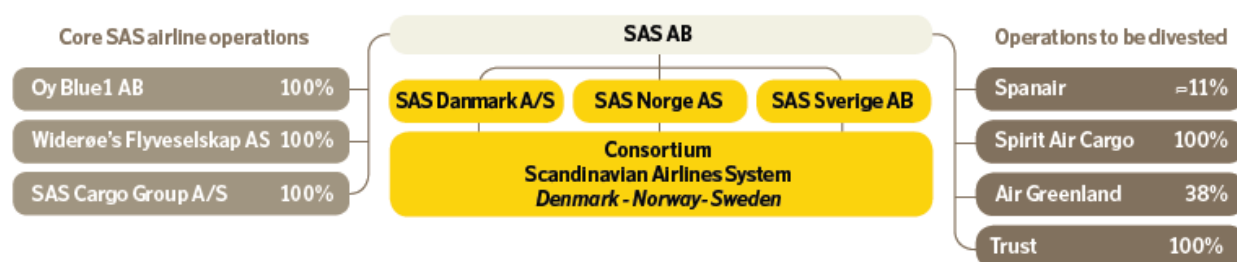 Core SAS airline operations
Oy Blue1 AB 100%
Widerøe's Flyveselskap AS 100%
SAS Cargo Group A/S 100%
SAS AB
SAS Danmark A/S
SAS Norge AS
SAS Sverige AB
Consortium
Scandinavian Airlines System
Denmark - Norway- Sweden
Operations to be divested
Spanair ≈11%
Spirit Air Cargo 100%
Air Greenland 38%
Trust 100%